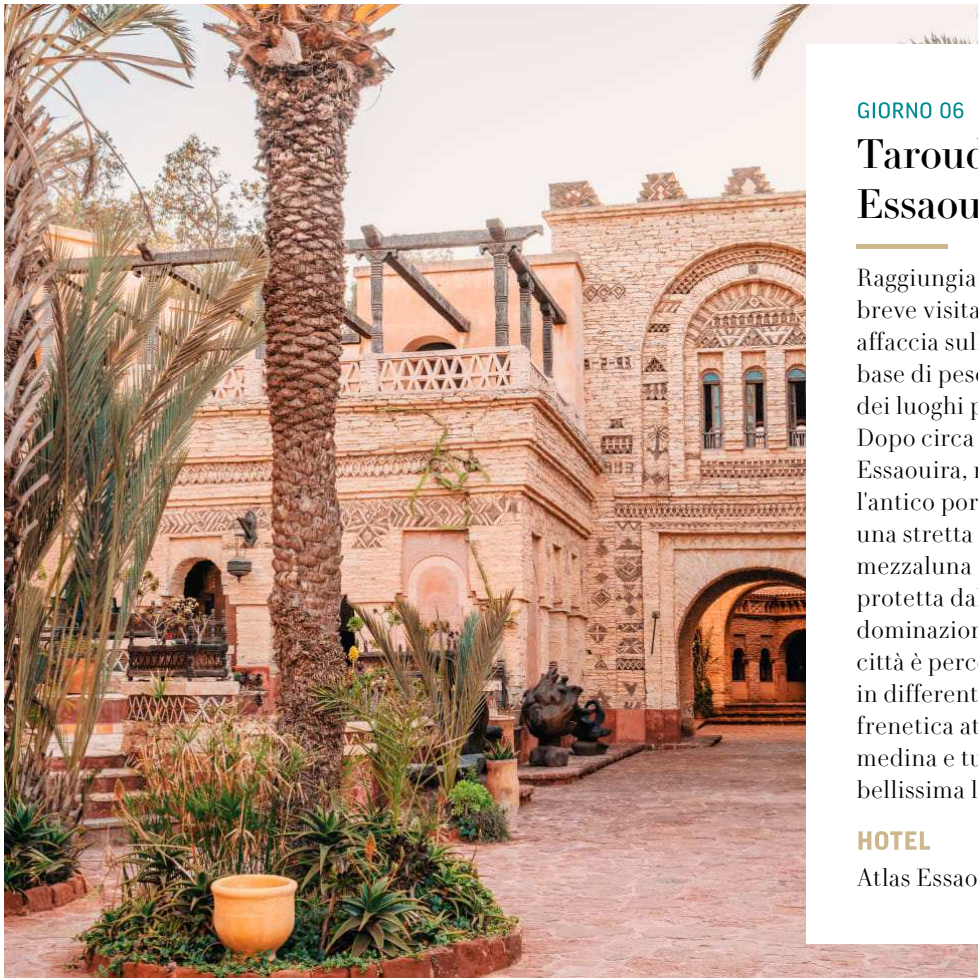 GIORNO 06
Taroud
Essaou
Raggiungia
breve visita
affaccia sul
base di pesc
dei luoghi p
Dopo circa
Essaouira,
l'antico por
una stretta
mezzaluna
protetta da
dominazion
città è perc
in different
frenetica at
medina e tu
bellissima l
HOTEL
Atlas Essao